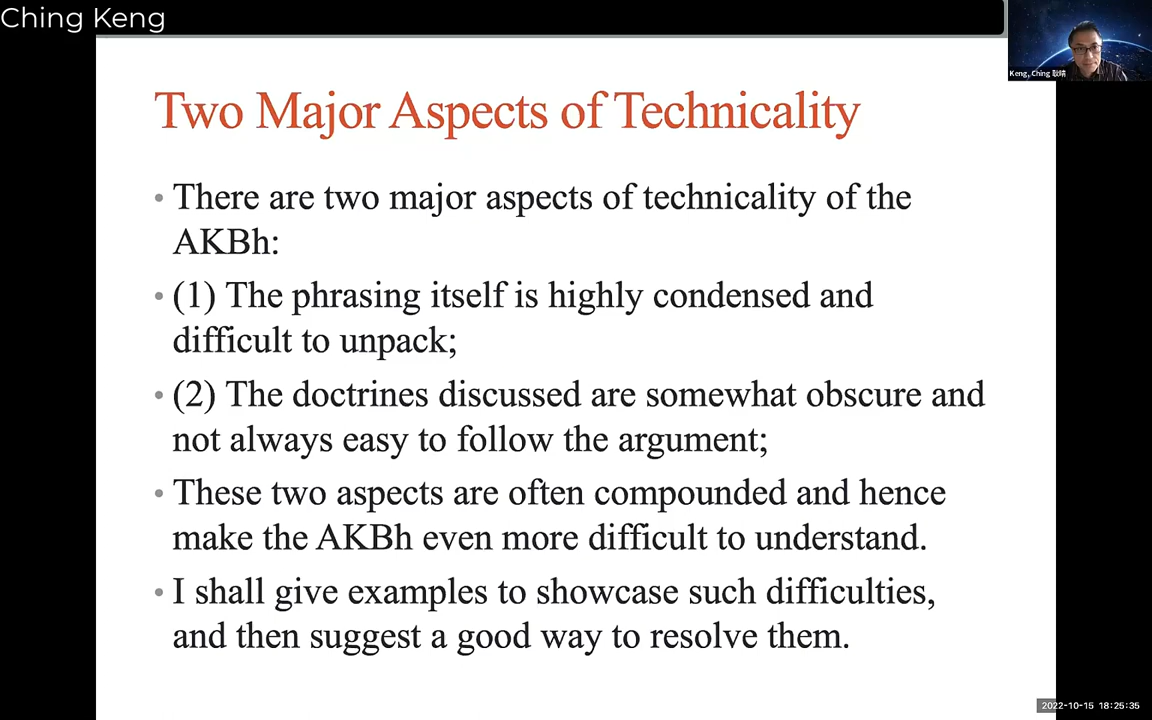 Ching Keng
Keng, Ching 耿晴
Two Major Aspects of Technicality
• There are two major aspects of technicality of the
AKBh:
• (1) The phrasing itself is highly condensed and
difficult to unpack;
• (2) The doctrines discussed are somewhat obscure and
not always easy to follow the argument;
• These two aspects are often compounded and hence
make the AKBh even more difficult to understand.
• I shall give examples to showcase such difficulties,
and then suggest a good way to resolve them.
2022-10-15 18:25:35